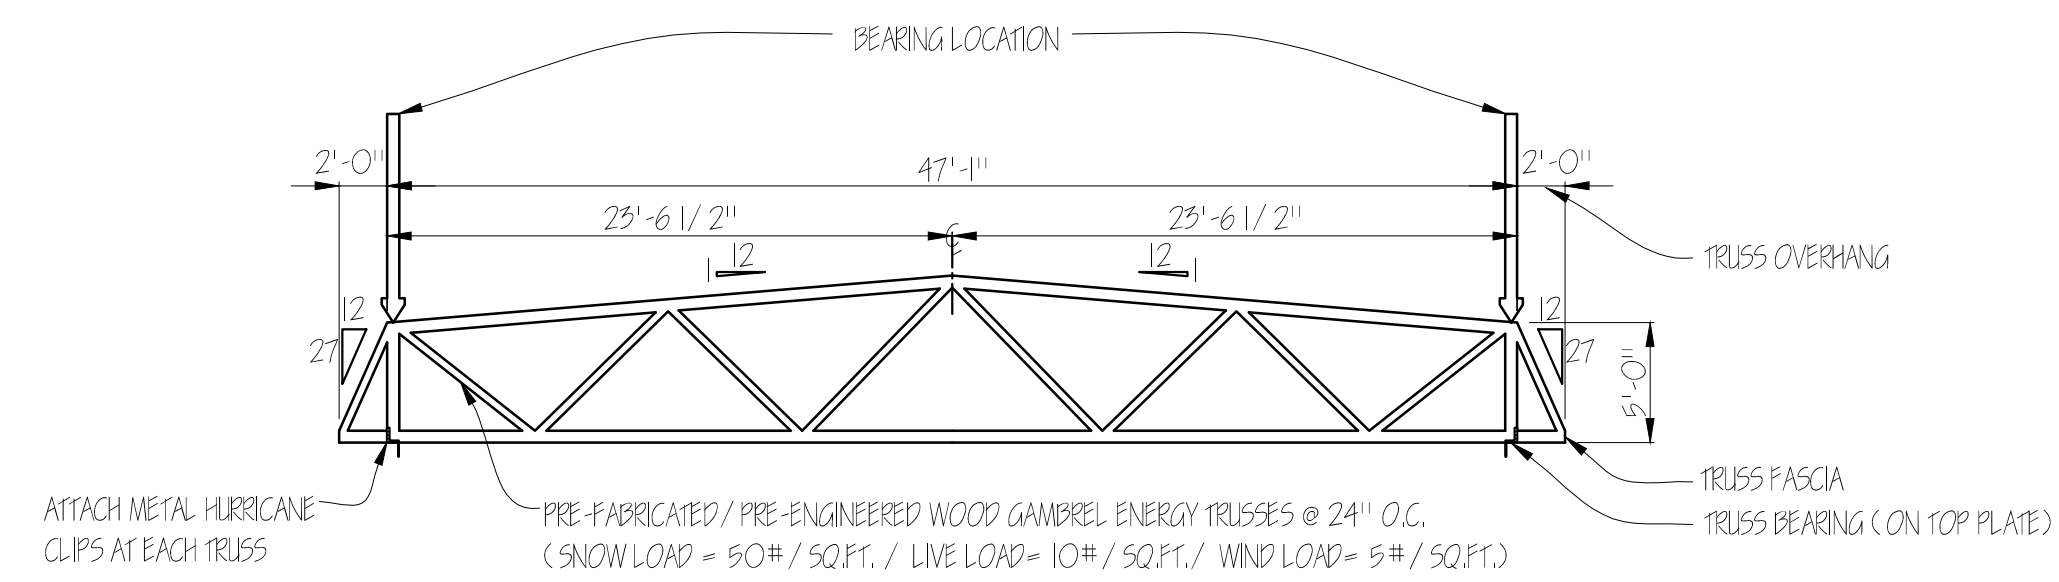 BEARING LOCATION
2'-0" 47'-1" 2'-0"
23'-6 1/2" 23'-6 1/2"
℄
TRUSS OVERHANG
1 12 12 1
12 12
27 27
5'-0"
TRUSS FASCIA
ATTACH METAL HURRICANE
CLIPS AT EACH TRUSS
PRE-FABRICATED / PRE-ENGINEERED WOOD GAMBREL ENERGY TRUSSES @ 24" O.C.
( SNOW LOAD = 50# / SQ.FT. / LIVE LOAD= 10# / SQ.FT./ WIND LOAD= 5# / SQ.FT.)
TRUSS BEARING ( ON TOP PLATE)